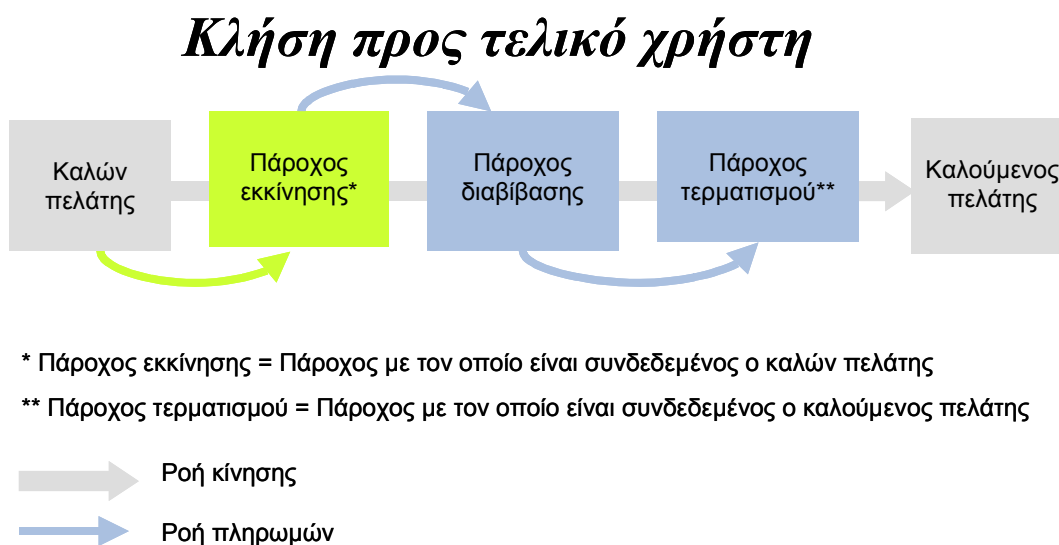 Κλήση προς τελικό χρήστη
Καλών
πελάτης
Πάροχος
εκκίνησης*
Πάροχος
διαβίβασης
Πάροχος
τερματισμού**
Καλούμενος
πελάτης
* Πάροχος εκκίνησης = Πάροχος με τον οποίο είναι συνδεδεμένος ο καλών πελάτης
** Πάροχος τερματισμού = Πάροχος με τον οποίο είναι συνδεδεμένος ο καλούμενος πελάτης
Ροή κίνησης
Ροή πληρωμών